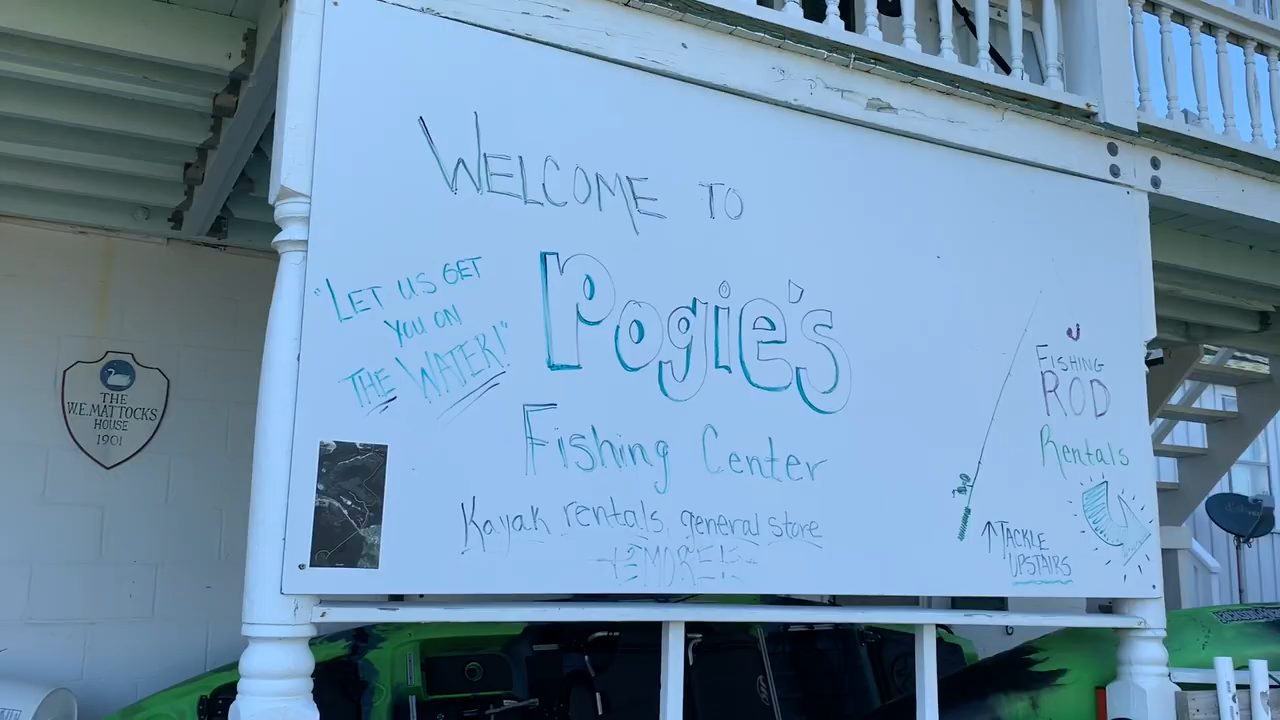 WELCOME TO
"LET US GET
YOU ON
THE WATER!"
Pogie's
Fishing Center
Kayak rentals, general store
+ MORE!
FISHING
ROD
Rentals
↑TACKLE
UPSTAIRS
THE
W.E. MATTOCKS
HOUSE
1901